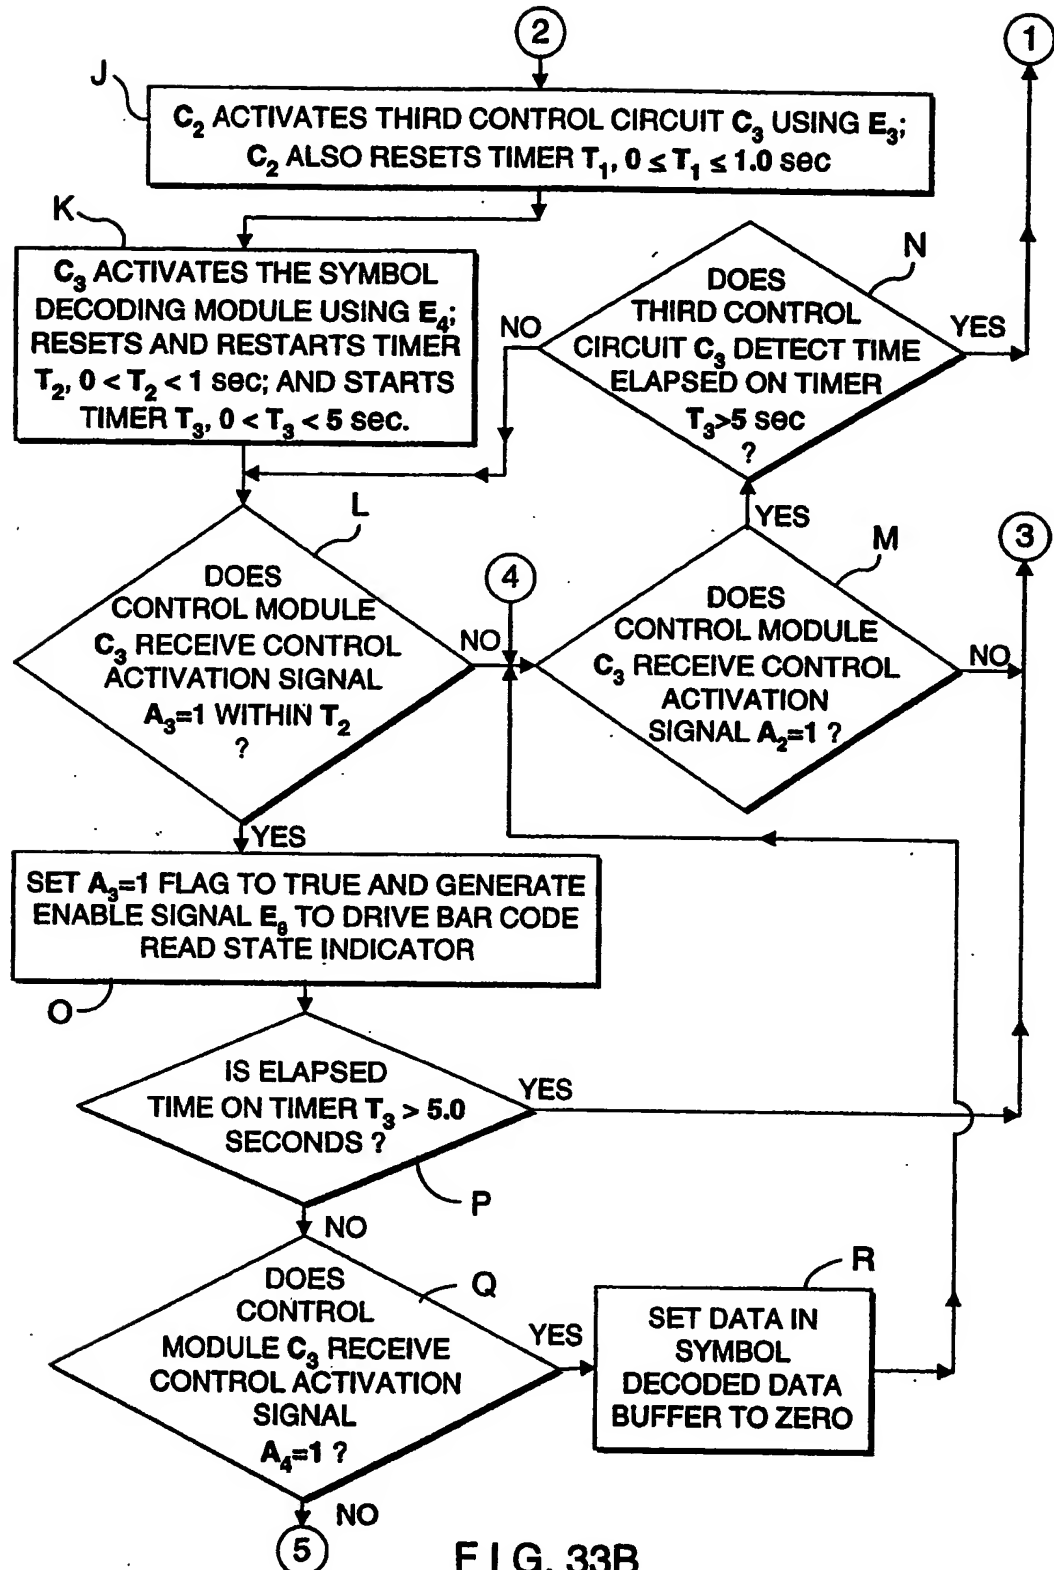 2
1
J
C₂ ACTIVATES THIRD CONTROL CIRCUIT C₃ USING E₃;
C₂ ALSO RESETS TIMER T₁, 0 ≤ T₁ ≤ 1.0 sec
K
C₃ ACTIVATES THE SYMBOL
DECODING MODULE USING E₄;
RESETS AND RESTARTS TIMER
T₂, 0 < T₂ < 1 sec; AND STARTS
TIMER T₃, 0 < T₃ < 5 sec.
N
DOES
THIRD CONTROL
CIRCUIT C₃ DETECT TIME
ELAPSED ON TIMER
T₃>5 sec
?
NO
YES
L
DOES
CONTROL MODULE
C₃ RECEIVE CONTROL
ACTIVATION SIGNAL
A₃=1 WITHIN T₂
?
NO
4
YES
M
DOES
CONTROL MODULE
C₃ RECEIVE CONTROL
ACTIVATION
SIGNAL A₂=1 ?
NO
3
YES
SET A₃=1 FLAG TO TRUE AND GENERATE
ENABLE SIGNAL E₈ TO DRIVE BAR CODE
READ STATE INDICATOR
O
IS ELAPSED
TIME ON TIMER T₃ > 5.0
SECONDS ?
YES
P
NO
DOES
CONTROL
MODULE C₃ RECEIVE
CONTROL ACTIVATION
SIGNAL
A₄=1 ?
Q
YES
R
SET DATA IN
SYMBOL
DECODED DATA
BUFFER TO ZERO
NO
5
FIG. 33B